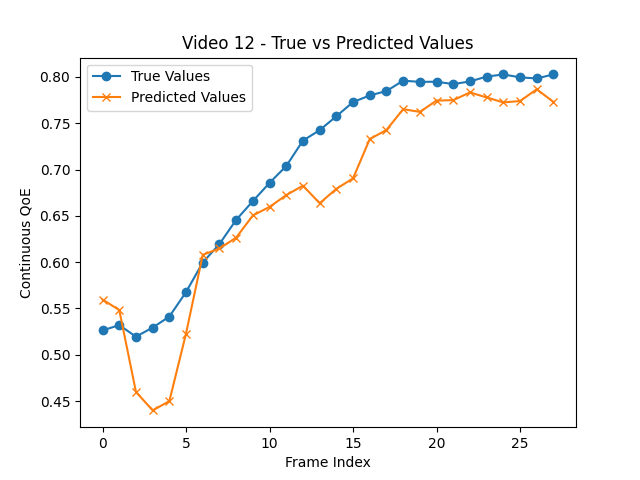 Video 12 - True vs Predicted Values
True Values
Predicted Values
0.80
0.75
0.70
0.65
0.60
0.55
0.50
0.45
Continuous QoE
0 5 10 15 20 25
Frame Index